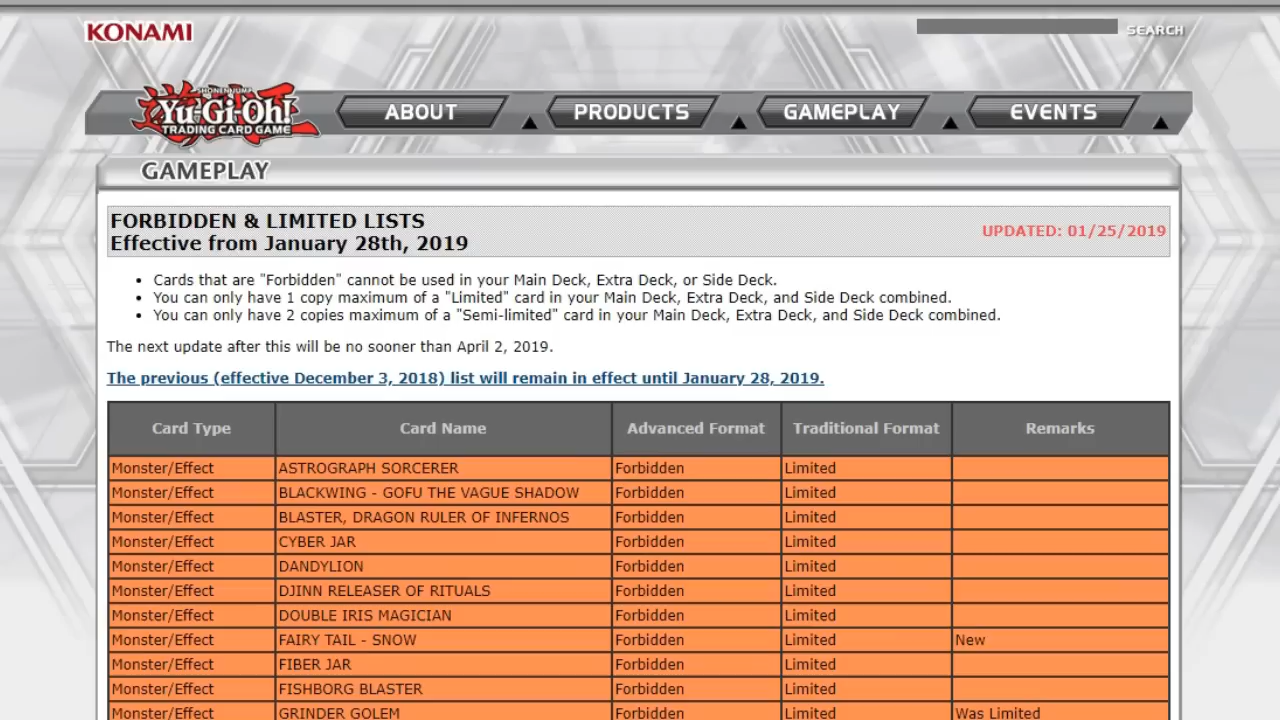 KONAMI
SEARCH
SHONEN JUMP
Yu-Gi-Oh!
TRADING CARD GAME
ABOUT
PRODUCTS
GAMEPLAY
EVENTS
GAMEPLAY
FORBIDDEN & LIMITED LISTS
Effective from January 28th, 2019
UPDATED: 01/25/2019
• Cards that are "Forbidden" cannot be used in your Main Deck, Extra Deck, or Side Deck.
• You can only have 1 copy maximum of a "Limited" card in your Main Deck, Extra Deck, and Side Deck combined.
• You can only have 2 copies maximum of a "Semi-limited" card in your Main Deck, Extra Deck, and Side Deck combined.
The next update after this will be no sooner than April 2, 2019.
The previous (effective December 3, 2018) list will remain in effect until January 28, 2019.
Card Type Card Name Advanced Format Traditional Format Remarks
Monster/Effect ASTROGRAPH SORCERER Forbidden Limited
Monster/Effect BLACKWING - GOFU THE VAGUE SHADOW Forbidden Limited
Monster/Effect BLASTER, DRAGON RULER OF INFERNOS Forbidden Limited
Monster/Effect CYBER JAR Forbidden Limited
Monster/Effect DANDYLION Forbidden Limited
Monster/Effect DJINN RELEASER OF RITUALS Forbidden Limited
Monster/Effect DOUBLE IRIS MAGICIAN Forbidden Limited
Monster/Effect FAIRY TAIL - SNOW Forbidden Limited New
Monster/Effect FIBER JAR Forbidden Limited
Monster/Effect FISHBORG BLASTER Forbidden Limited
Monster/Effect GRINDER GOLEM Forbidden Limited Was Limited